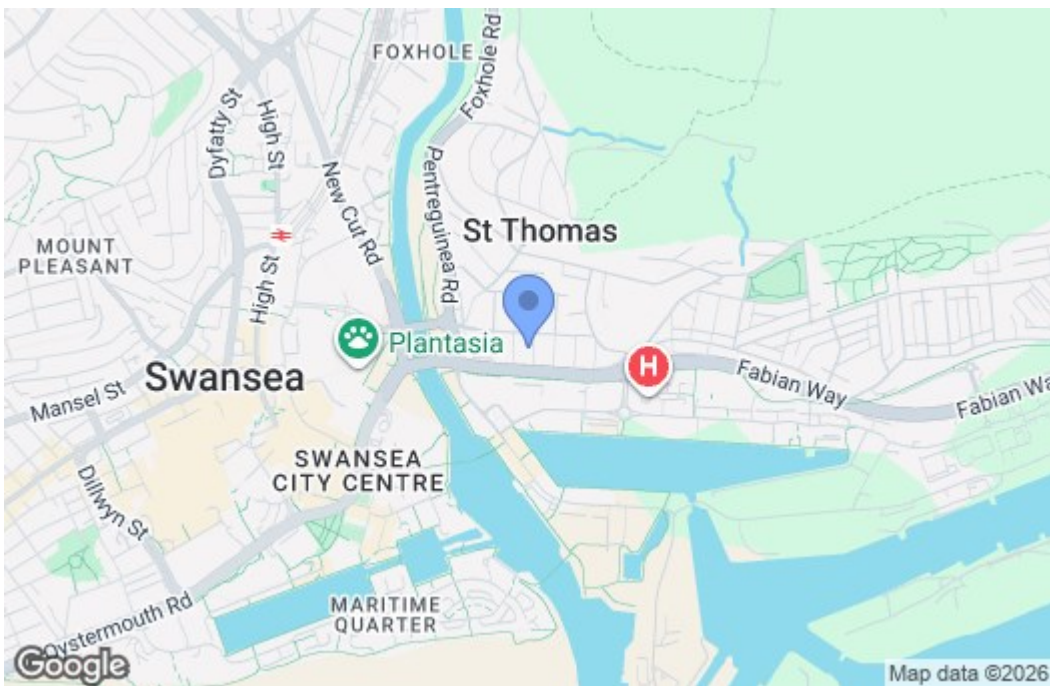 FOXHOLE
Foxhole Rd
Dyfatty St
High St
New Cut Rd
Pentreguinea Rd
St Thomas
MOUNT
PLEASANT
High St
Plantasia
H
Swansea
Mansel St
Fabian Way
Fabian Wa
SWANSEA
CITY CENTRE
Dillwyn St
MARITIME
QUARTER
Oystermouth Rd
Google
Map data ©2026